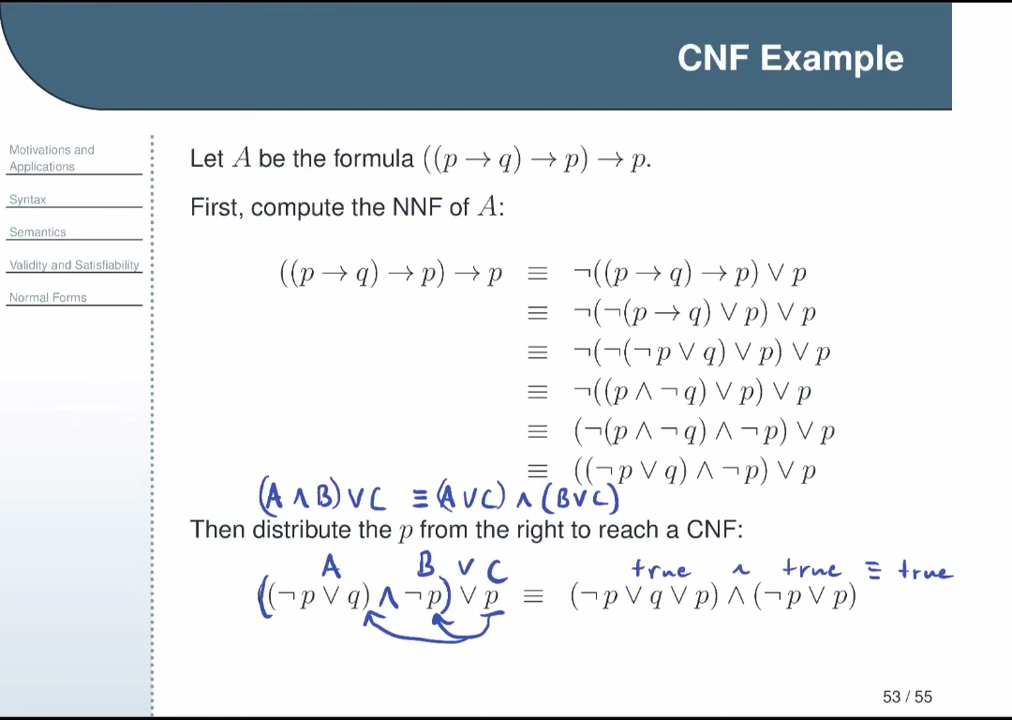 CNF Example
Motivations and
Applications
Syntax
Semantics
Validity and Satisfiability
Normal Forms
Let A be the formula ((p → q) → p) → p.
First, compute the NNF of A:
((p → q) → p) → p ≡ ¬((p → q) → p) ∨ p
≡ ¬(¬(p → q) ∨ p) ∨ p
≡ ¬(¬(¬ p ∨ q) ∨ p) ∨ p
≡ ¬((p ∧ ¬ q) ∨ p) ∨ p
≡ (¬(p ∧ ¬ q) ∧ ¬ p) ∨ p
≡ ((¬ p ∨ q) ∧ ¬ p) ∨ p
(A ∧ B) ∨ C ≡ (A ∨ C) ∧ (B ∨ C)
Then distribute the p from the right to reach a CNF:
A B ∨ C true ∧ true ≡ true
((¬ p ∨ q) ∧ ¬ p) ∨ p ≡ (¬ p ∨ q ∨ p) ∧ (¬ p ∨ p)
53 / 55